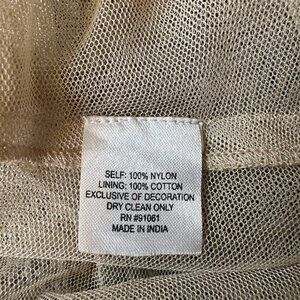 SELF: 100% NYLON
LINING: 100% COTTON
EXCLUSIVE OF DECORATION
DRY CLEAN ONLY
RN #91061
MADE IN INDIA